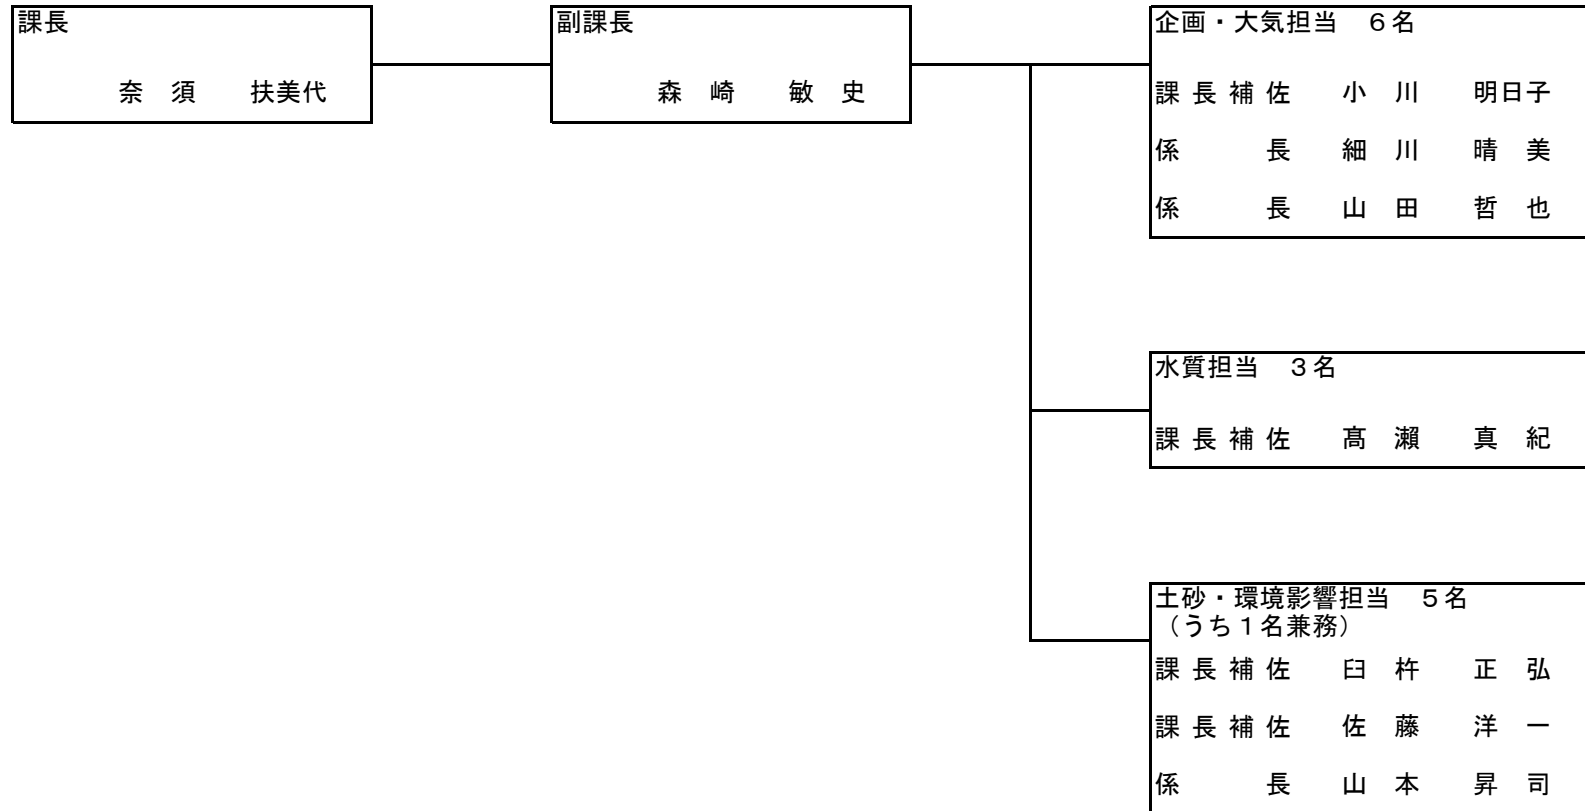 課長
奈 須 扶美代
副課長
森 崎 敏 史
企画・大気担当 6名
課長補佐 小 川 明日子
係 長 細 川 晴 美
係 長 山 田 哲 也
水質担当 3名
課長補佐 髙 瀨 真 紀
土砂・環境影響担当 5名
(うち1名兼務)
課長補佐 臼 杵 正 弘
課長補佐 佐 藤 洋 一
係 長 山 本 昇 司